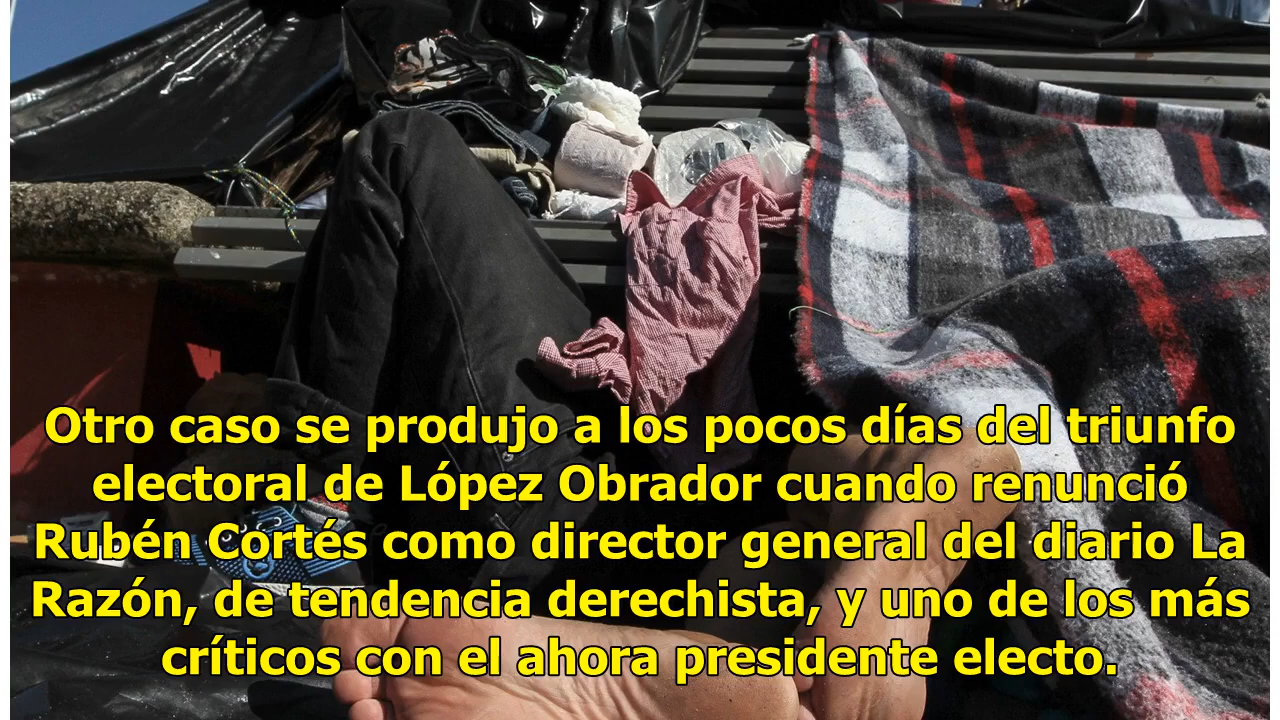 Otro caso se produjo a los pocos días del triunfo
electoral de López Obrador cuando renunció
Rubén Cortés como director general del diario La
Razón, de tendencia derechista, y uno de los más
críticos con el ahora presidente electo.